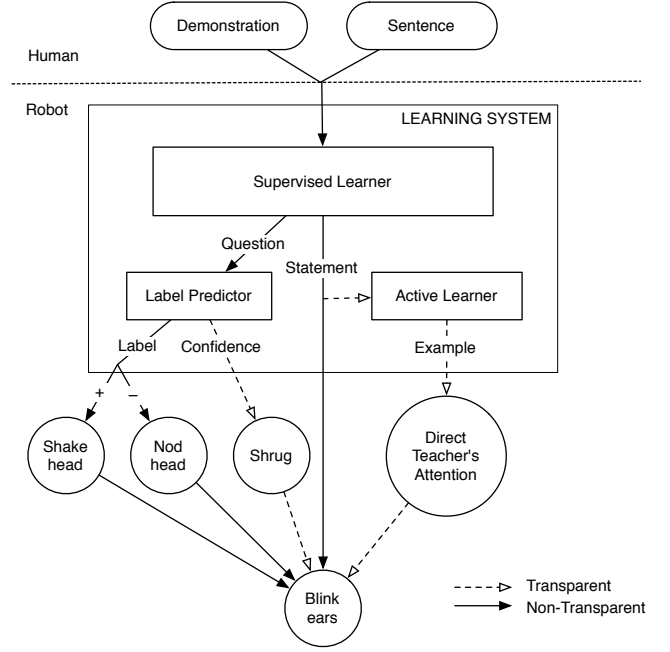 Demonstration
Sentence
Human
Robot
LEARNING SYSTEM
Supervised Learner
Question
Statement
Label Predictor
Active Learner
Label
Confidence
Example
+
−
Shake
head
Nod
head
Shrug
Direct
Teacher's
Attention
Blink
ears
Transparent
Non-Transparent